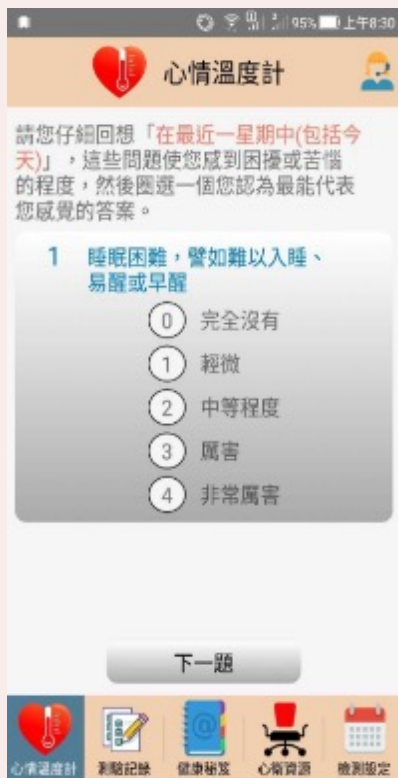 95% 上午8:30
心情溫度計
請您仔細回想「在最近一星期中(包括今
天)」，這些問題使您感到困擾或苦惱
的程度，然後圈選一個您認為最能代表
您感覺的答案。
1 睡眠困難，譬如難以入睡、
易醒或早醒
0 完全沒有
1 輕微
2 中等程度
3 厲害
4 非常厲害
下一題
心情溫度計 測驗記錄 健康秘笈 心衛資源 檢測設定